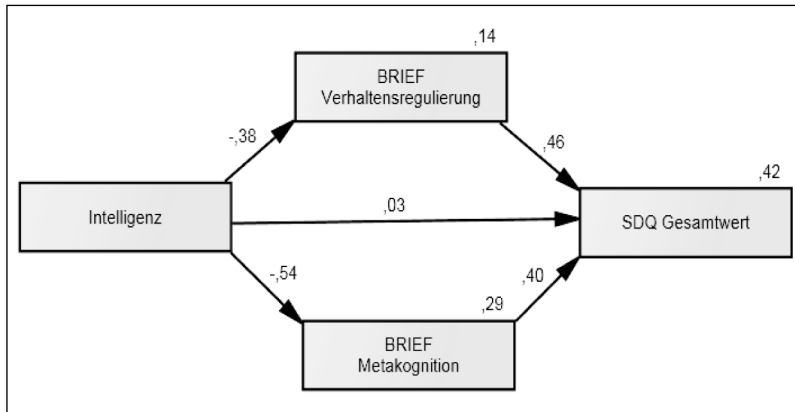 ,14
BRIEF
Verhaltensregulierung
-,38
,46
,42
Intelligenz
,03
SDQ Gesamtwert
-,54
,40
,29
BRIEF
Metakognition